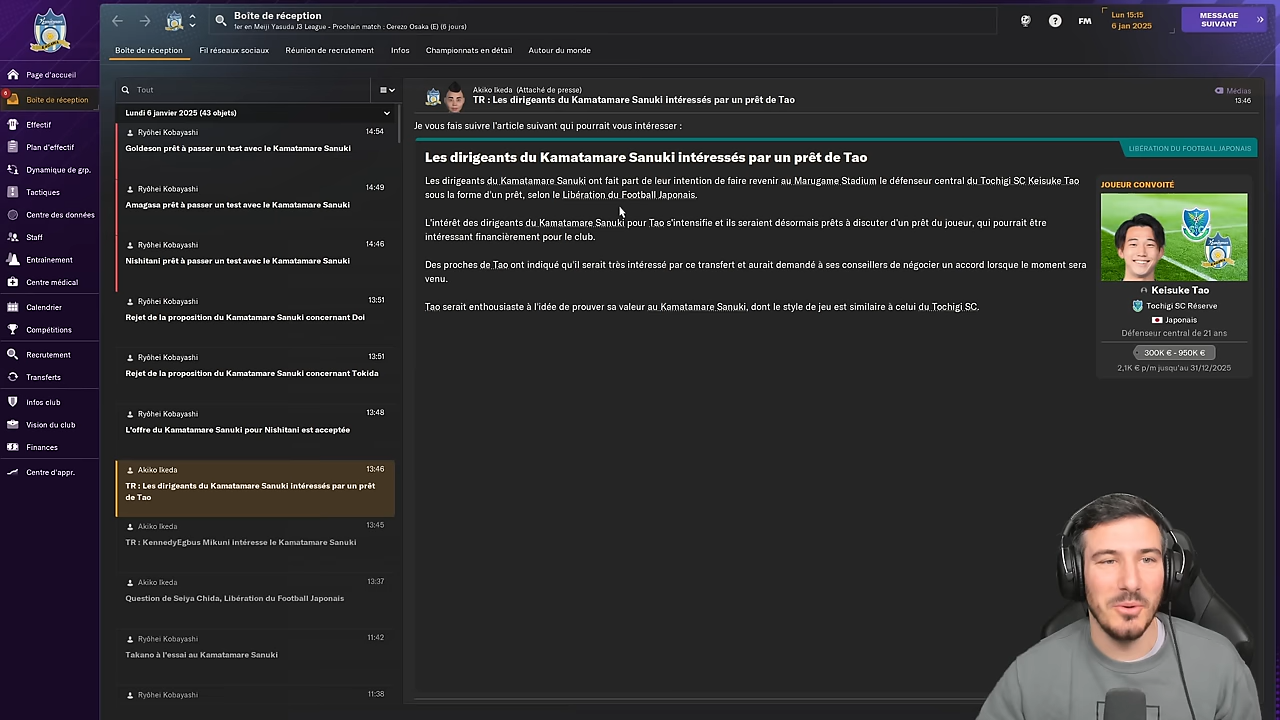 Boîte de réception
1er en Meiji Yasuda J3 League - Prochain match : Cerezo Osaka (E) (6 jours)
FM
Lun 15:15
6 jan 2025
MESSAGE
SUIVANT
Boîte de réception
Fil réseaux sociaux
Réunion de recrutement
Infos
Championnats en détail
Autour du monde
Page d'accueil
6
Boîte de réception
Effectif
Plan d'effectif
Dynamique de grp.
Tactiques
Centre des données
Staff
Entraînement
Centre médical
Calendrier
Compétitions
Recrutement
Transferts
Infos club
Vision du club
Finances
Centre d'appr.
Tout
Lundi 6 janvier 2025 (43 objets)
Ryôhei Kobayashi 14:54
Goldeson prêt à passer un test avec le Kamatamare Sanuki
Ryôhei Kobayashi 14:49
Amagasa prêt à passer un test avec le Kamatamare Sanuki
Ryôhei Kobayashi 14:46
Nishitani prêt à passer un test avec le Kamatamare Sanuki
Ryôhei Kobayashi 13:51
Rejet de la proposition du Kamatamare Sanuki concernant Doi
Ryôhei Kobayashi 13:51
Rejet de la proposition du Kamatamare Sanuki concernant Tokida
Ryôhei Kobayashi 13:48
L'offre du Kamatamare Sanuki pour Nishitani est acceptée
Akiko Ikeda 13:46
TR : Les dirigeants du Kamatamare Sanuki intéressés par un prêt
de Tao
Akiko Ikeda 13:45
TR : KennedyEgbus Mikuni intéresse le Kamatamare Sanuki
Akiko Ikeda 13:37
Question de Seiya Chida, Libération du Football Japonais
Ryôhei Kobayashi 11:42
Takano à l'essai au Kamatamare Sanuki
Ryôhei Kobayashi 11:38
Akiko Ikeda (Attaché de presse)
TR : Les dirigeants du Kamatamare Sanuki intéressés par un prêt de Tao
Médias
13:46
Je vous fais suivre l'article suivant qui pourrait vous intéresser :
LIBÉRATION DU FOOTBALL JAPONAIS
Les dirigeants du Kamatamare Sanuki intéressés par un prêt de Tao
Les dirigeants du Kamatamare Sanuki ont fait part de leur intention de faire revenir au Marugame Stadium le défenseur central du Tochigi SC Keisuke Tao
sous la forme d'un prêt, selon le Libération du Football Japonais.
L'intérêt des dirigeants du Kamatamare Sanuki pour Tao s'intensifie et ils seraient désormais prêts à discuter d'un prêt du joueur, qui pourrait être
intéressant financièrement pour le club.
Des proches de Tao ont indiqué qu'il serait très intéressé par ce transfert et aurait demandé à ses conseillers de négocier un accord lorsque le moment sera
venu.
Tao serait enthousiaste à l'idée de prouver sa valeur au Kamatamare Sanuki, dont le style de jeu est similaire à celui du Tochigi SC.
JOUEUR CONVOITÉ
Keisuke Tao
Tochigi SC Réserve
Japonais
Défenseur central de 21 ans
300K € - 950K €
2,1K € p/m jusqu'au 31/12/2025